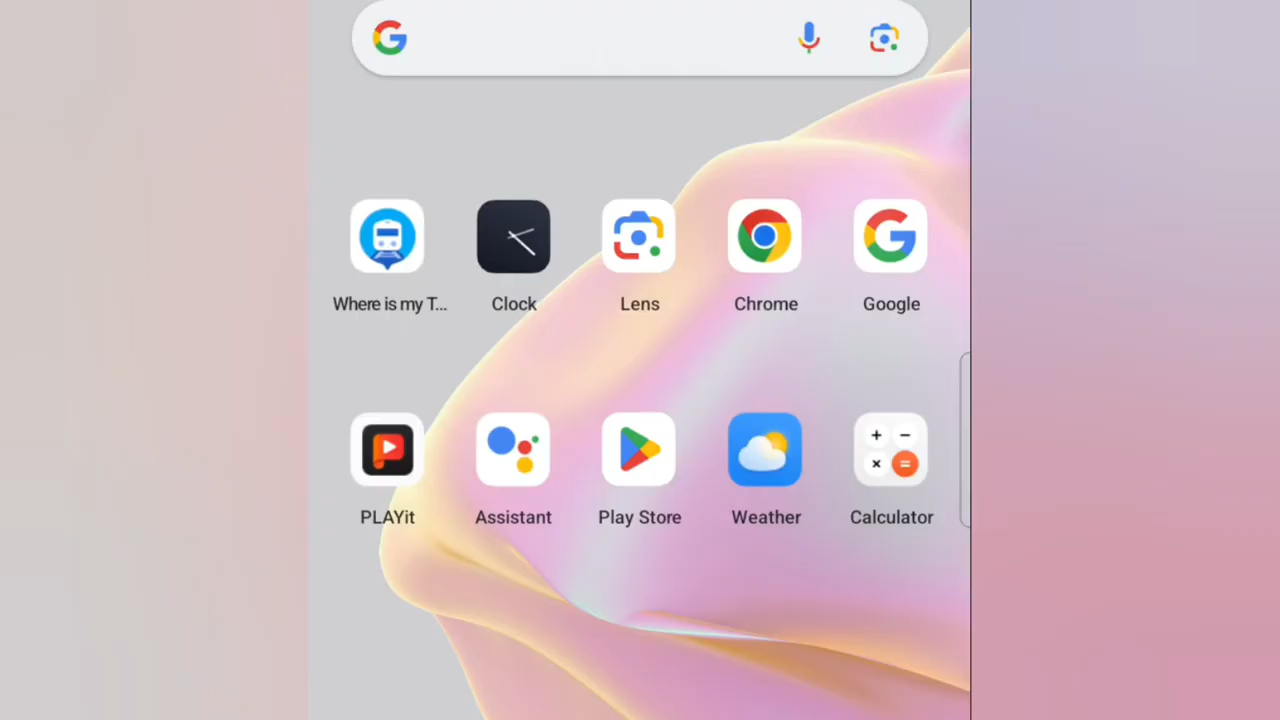 Where is my T...
Clock
Lens
Chrome
Google
PLAYit
Assistant
Play Store
Weather
Calculator